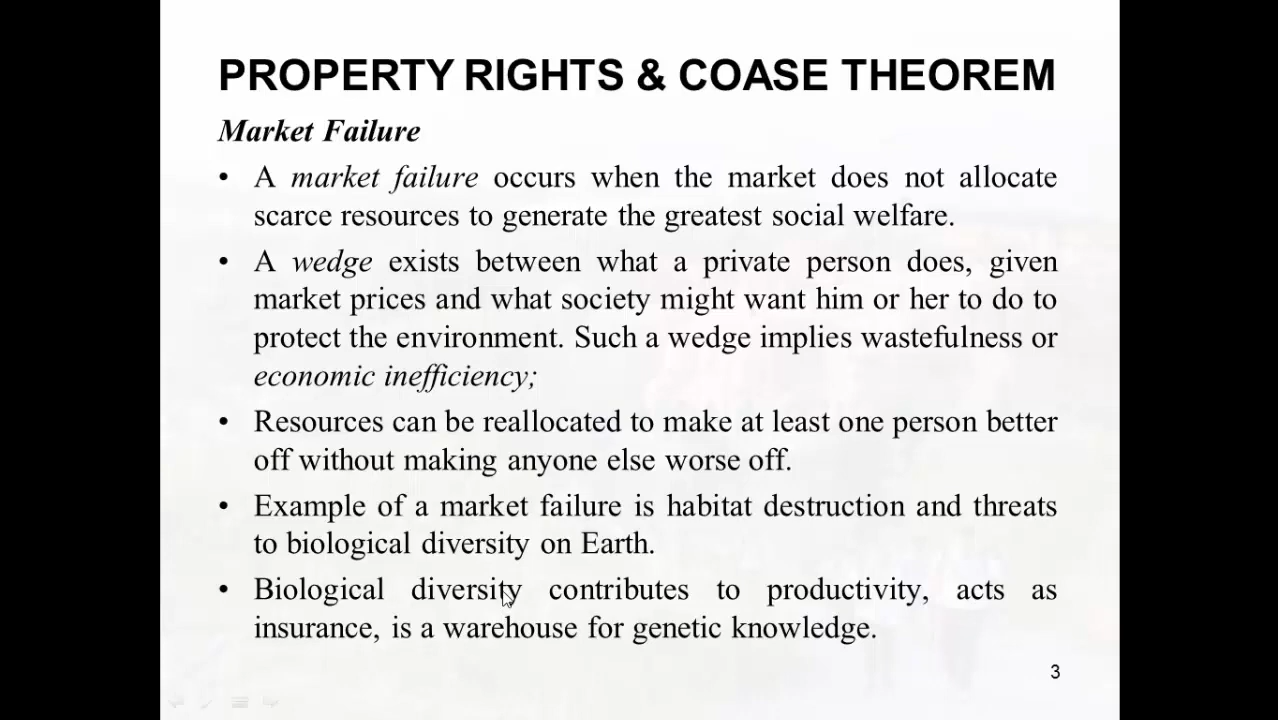 PROPERTY RIGHTS & COASE THEOREM
Market Failure
• A market failure occurs when the market does not allocate
scarce resources to generate the greatest social welfare.
• A wedge exists between what a private person does, given
market prices and what society might want him or her to do to
protect the environment. Such a wedge implies wastefulness or
economic inefficiency;
• Resources can be reallocated to make at least one person better
off without making anyone else worse off.
• Example of a market failure is habitat destruction and threats
to biological diversity on Earth.
• Biological diversity contributes to productivity, acts as
insurance, is a warehouse for genetic knowledge.
3